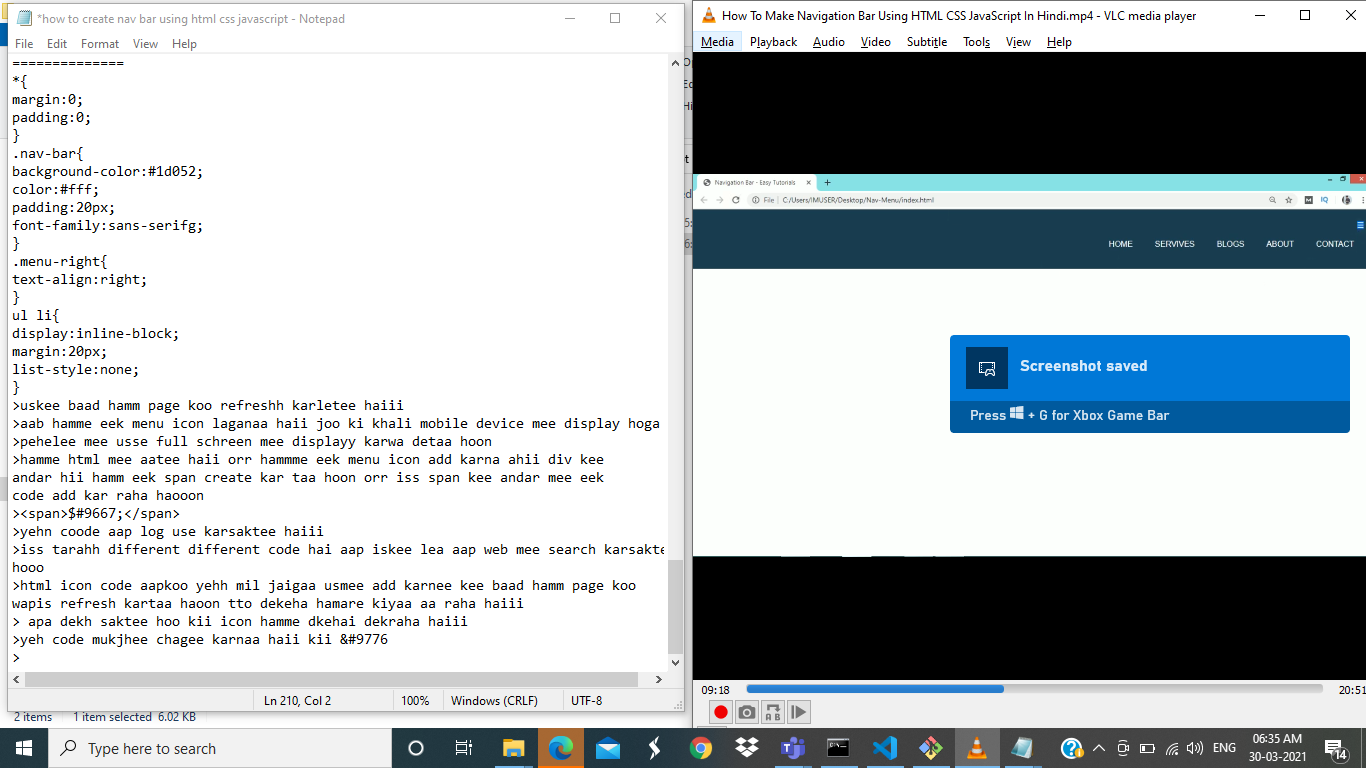 *how to create nav bar using html css javascript - Notepad
File Edit Format View Help
==============
*{
margin:0;
padding:0;
}
.nav-bar{
background-color:#1d052;
color:#fff;
padding:20px;
font-family:sans-serifg;
}
.menu-right{
text-align:right;
}
ul li{
display:inline-block;
margin:20px;
list-style:none;
}
>uskee baad hamm page koo refreshh karletee haiii
>aab hamme eek menu icon laganaa haii joo ki khali mobile device mee display hoga
>pehelee mee usse full schreen mee displayy karwa detaa hoon
>hamme html mee aatee haii orr hammme eek menu icon add karna ahii div kee
andar hii hamm eek span create kar taa hoon orr iss span kee andar mee eek
code add kar raha haooon
><span>$#9667;</span>
>yehn coode aap log use karsaktee haiii
>iss tarahh different different code hai aap iskee lea aap web mee search karsakte
hooo
>html icon code aapkoo yehh mil jaigaa usmee add karnee kee baad hamm page koo
wapis refresh kartaa haoon tto dekeha hamare kiyaa aa raha haiii
> apa dekh saktee hoo kii icon hamme dkehai dekraha haiii
>yeh code mukjhee chagee karnaa haii kii &#9776
>
Ln 210, Col 2 100% Windows (CRLF) UTF-8
2 items 1 item selected 6.02 KB
How To Make Navigation Bar Using HTML CSS JavaScript In Hindi.mp4 - VLC media player
Media Playback Audio Video Subtitle Tools View Help
Navigation Bar - Easy Tutorials
File C:/Users/IMUSER/Desktop/Nav-Menu/index.html
HOME SERVIVES BLOGS ABOUT CONTACT
Screenshot saved
Press + G for Xbox Game Bar
09:18 20:51
Type here to search
ENG 06:35 AM
30-03-2021
14